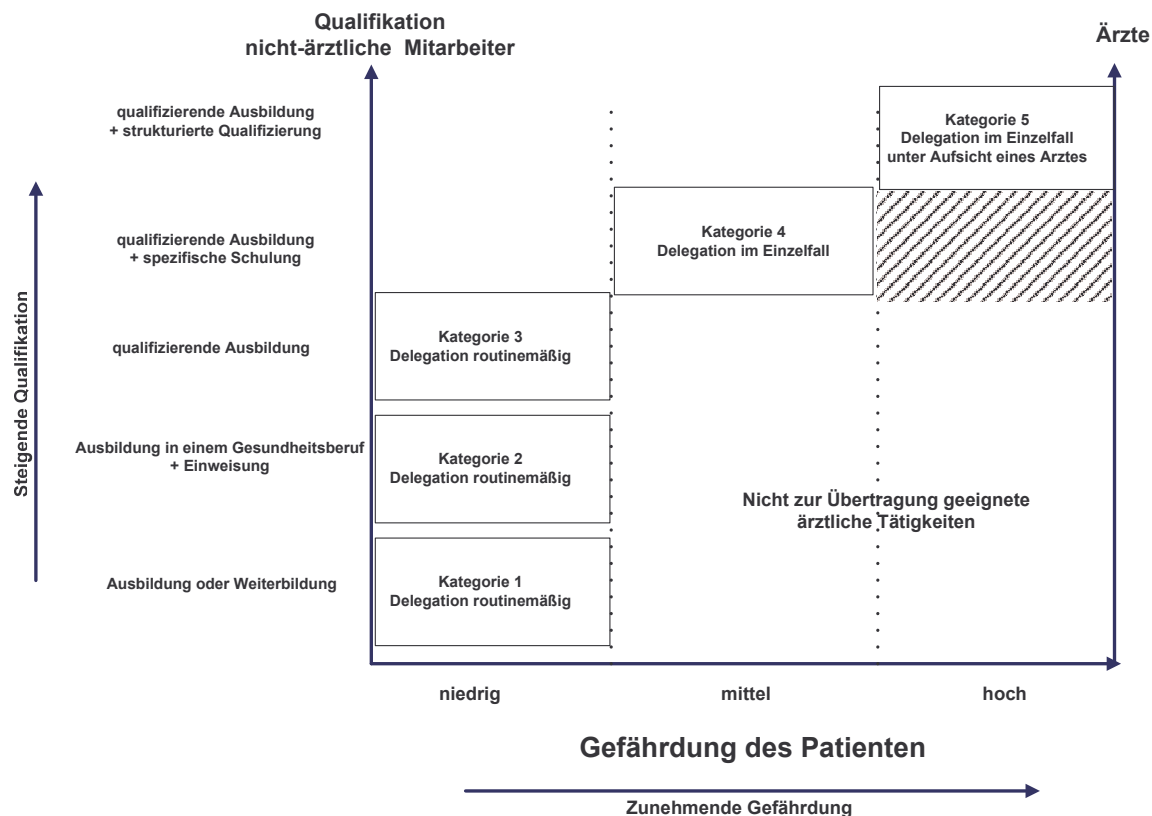 Qualifikation
nicht-ärztliche Mitarbeiter
Ärzte
qualifizierende Ausbildung
+ strukturierte Qualifizierung
Kategorie 5
Delegation im Einzelfall
unter Aufsicht eines Arztes
qualifizierende Ausbildung
+ spezifische Schulung
Kategorie 4
Delegation im Einzelfall
Steigende Qualifikation
qualifizierende Ausbildung
Kategorie 3
Delegation routinemäßig
Ausbildung in einem Gesundheitsberuf
+ Einweisung
Kategorie 2
Delegation routinemäßig
Nicht zur Übertragung geeignete
ärztliche Tätigkeiten
Ausbildung oder Weiterbildung
Kategorie 1
Delegation routinemäßig
niedrig
mittel
hoch
Gefährdung des Patienten
Zunehmende Gefährdung